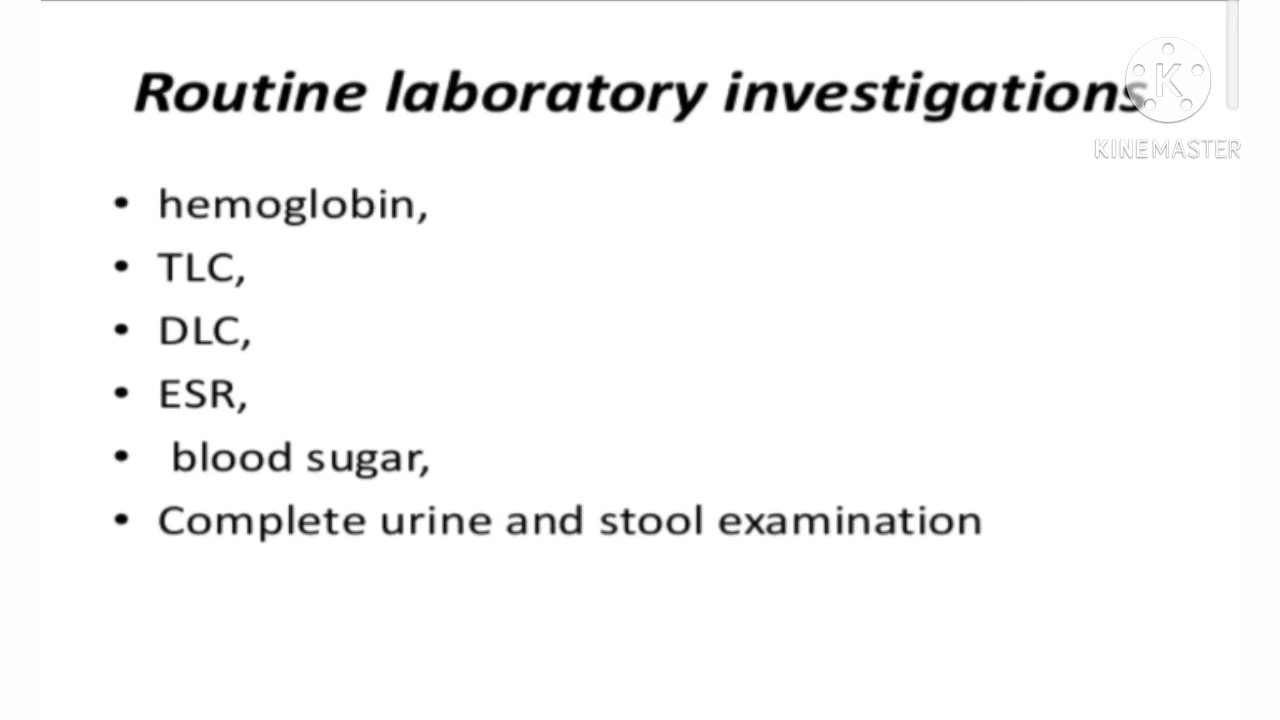 Routine laboratory investigations
KINEMASTER
• hemoglobin,
• TLC,
• DLC,
• ESR,
• blood sugar,
• Complete urine and stool examination